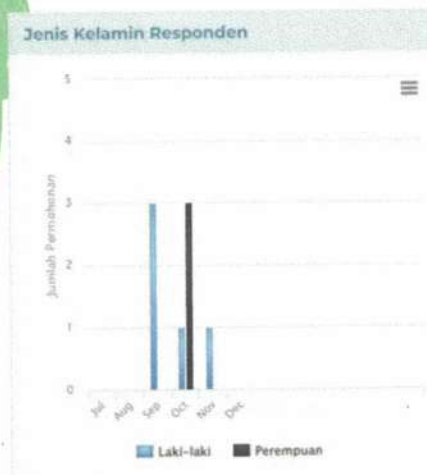 Jenis Kelamin Responden
5
4
3
2
1
0
Jumlah Permohonan
Jul
Aug
Sep
Oct
Nov
Dec
Laki-laki
Perempuan